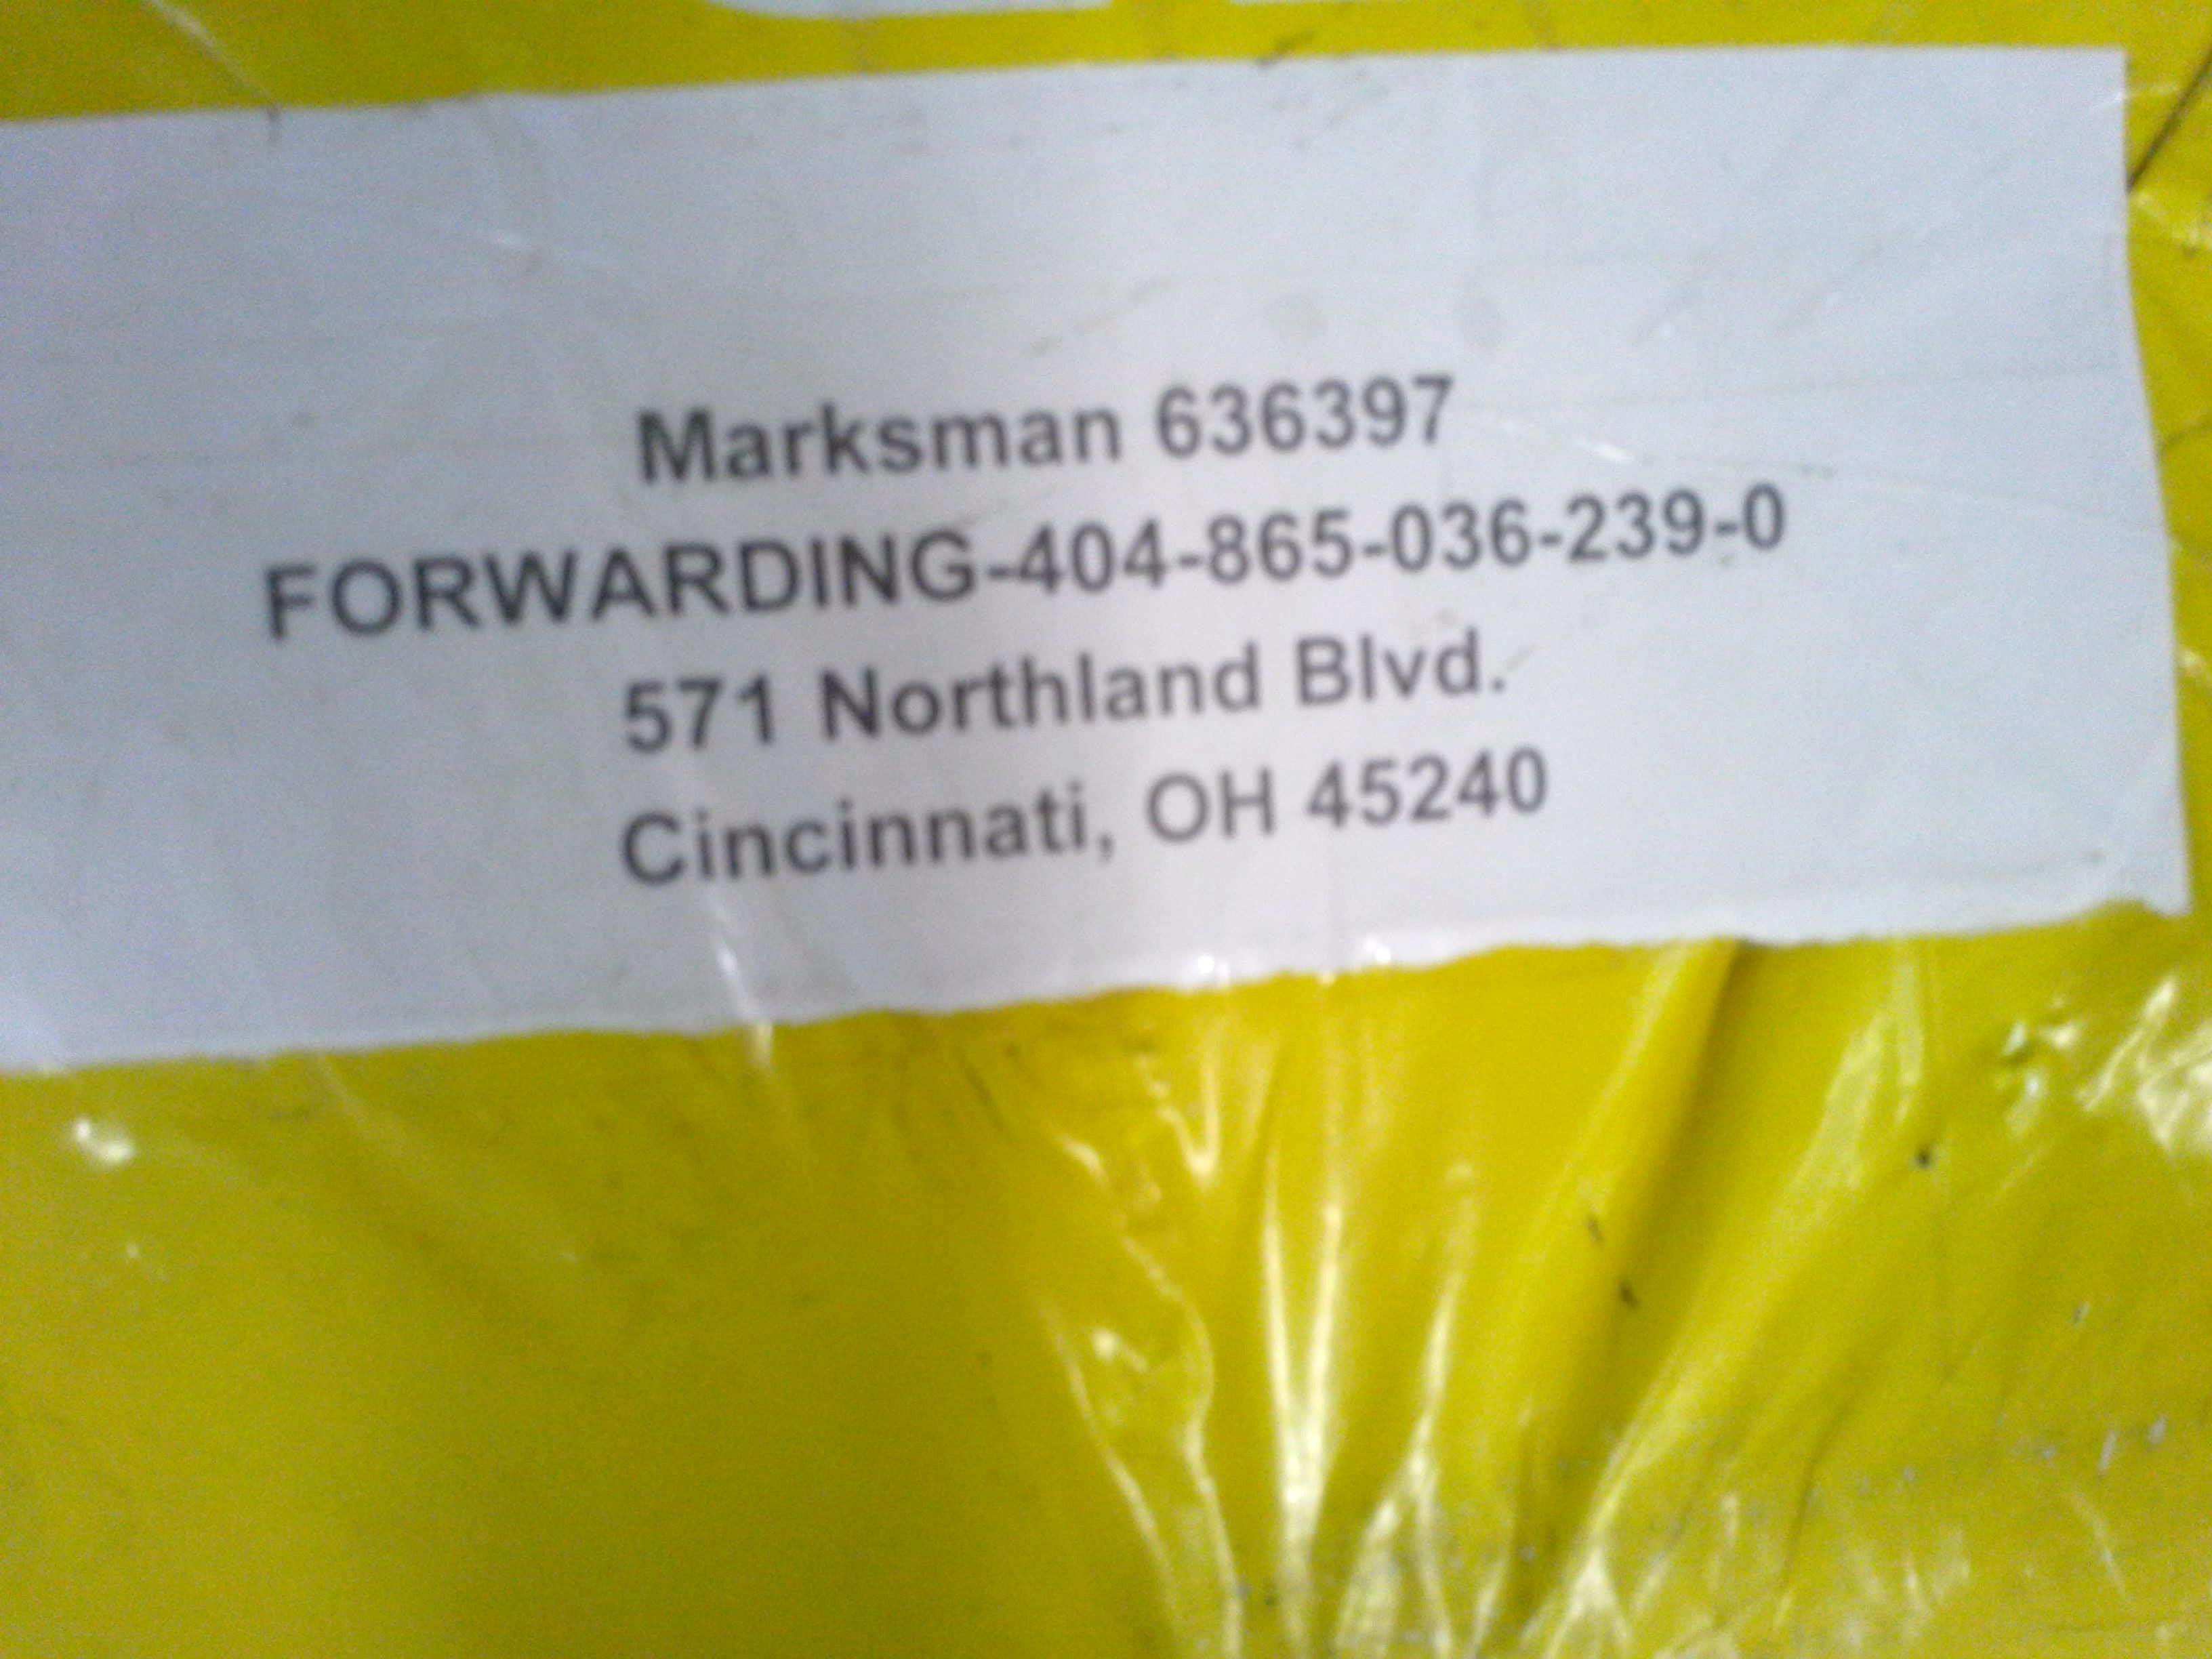 Marksman 636397
FORWARDING-404-865-036-239-0
571 Northland Blvd.
Cincinnati, OH 45240